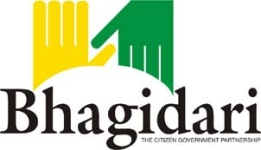 Bhagidari
THE CITIZEN GOVERNMENT PARTNERSHIP